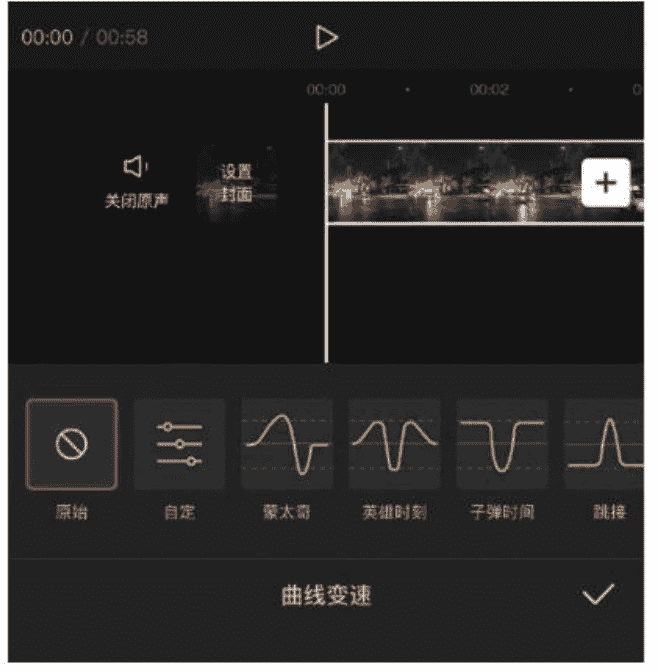 00:00 / 00:58
00:00 00:02 0
关闭原声
设置
封面
原始 自定 蒙太奇 英雄时刻 子弹时间 跳接
曲线变速